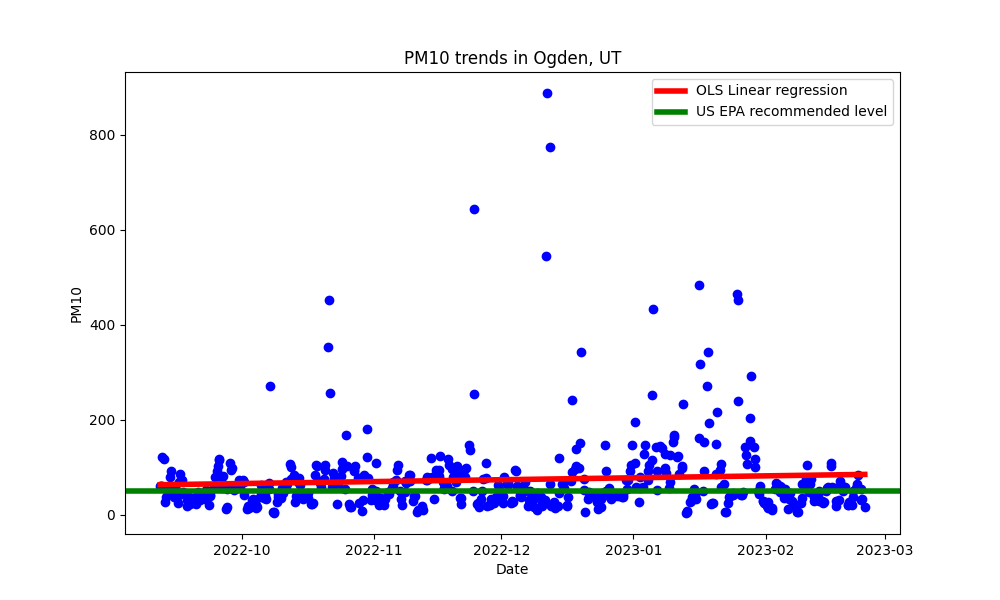 PM10 trends in Ogden, UT
OLS Linear regression
US EPA recommended level
PM10
800
600
400
200
0
2022-10
2022-11
2022-12
2023-01
2023-02
2023-03
Date